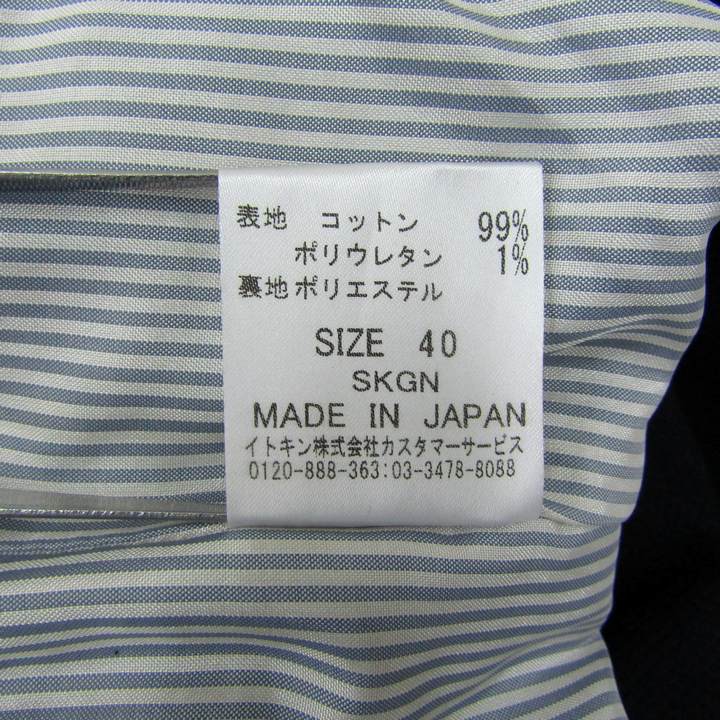 表地 コットン 99%
ポリウレタン 1%
裏地 ポリエステル
SIZE 40
SKGN
MADE IN JAPAN
イトキン株式会社カスタマーサービス
0120-888-363:03-3478-8088